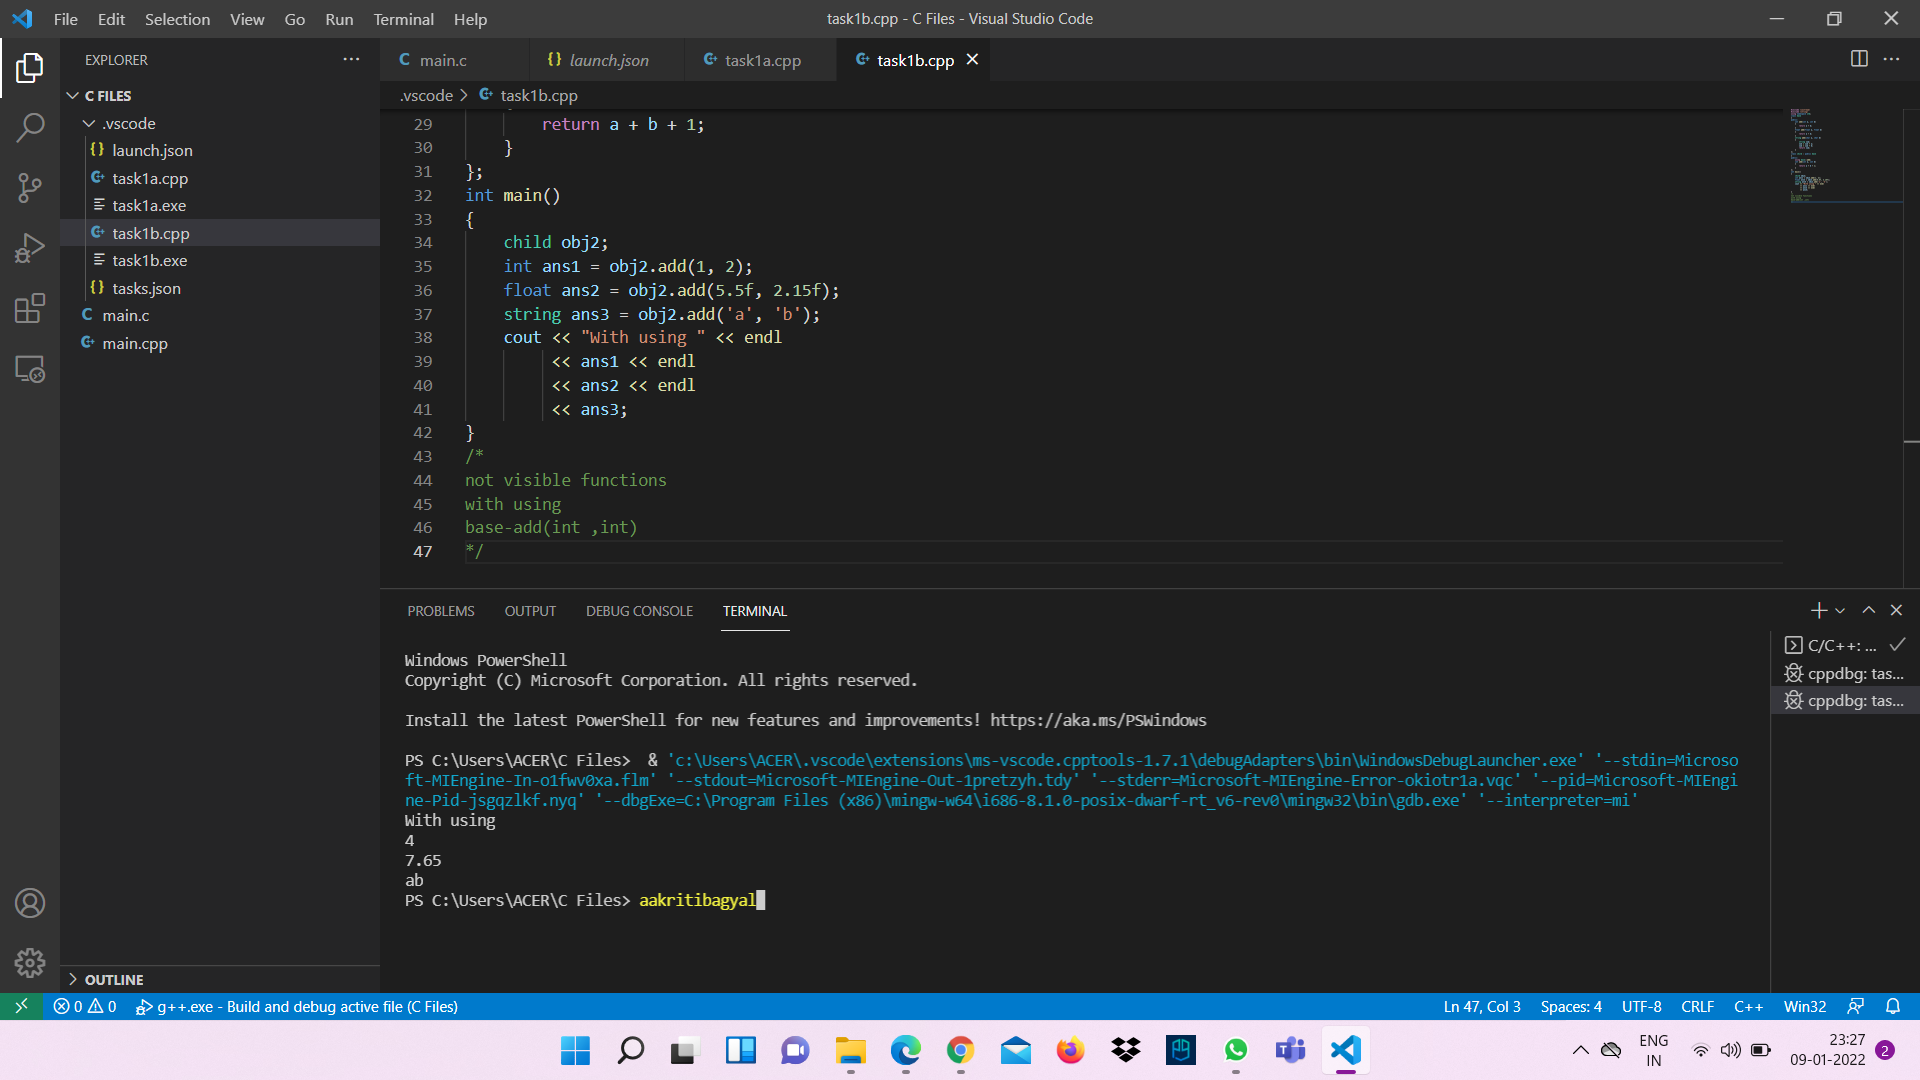 File Edit Selection View Go Run Terminal Help
task1b.cpp - C Files - Visual Studio Code
EXPLORER
C FILES
.vscode
launch.json
task1a.cpp
task1a.exe
task1b.cpp
task1b.exe
tasks.json
main.c
main.cpp
OUTLINE
main.c launch.json task1a.cpp task1b.cpp
.vscode > task1b.cpp
29 return a + b + 1;
30 }
31 };
32 int main()
33 {
34 child obj2;
35 int ans1 = obj2.add(1, 2);
36 float ans2 = obj2.add(5.5f, 2.15f);
37 string ans3 = obj2.add('a', 'b');
38 cout << "With using " << endl
39 << ans1 << endl
40 << ans2 << endl
41 << ans3;
42 }
43 /*
44 not visible functions
45 with using
46 base-add(int ,int)
47 */
PROBLEMS OUTPUT DEBUG CONSOLE TERMINAL
Windows PowerShell
Copyright (C) Microsoft Corporation. All rights reserved.
Install the latest PowerShell for new features and improvements! https://aka.ms/PSWindows
PS C:\Users\ACER\C Files>  & 'c:\Users\ACER\.vscode\extensions\ms-vscode.cpptools-1.7.1\debugAdapters\bin\WindowsDebugLauncher.exe' '--stdin=Microso
ft-MIEngine-In-o1fwv0xa.flm' '--stdout=Microsoft-MIEngine-Out-1pretzyh.tdy' '--stderr=Microsoft-MIEngine-Error-okiotr1a.vqc' '--pid=Microsoft-MIEngi
ne-Pid-jsgqzlkf.nyq' '--dbgExe=C:\Program Files (x86)\mingw-w64\i686-8.1.0-posix-dwarf-rt_v6-rev0\mingw32\bin\gdb.exe' '--interpreter=mi'
With using
4
7.65
ab
PS C:\Users\ACER\C Files> aakritibagyal
C/C++: ...
cppdbg: tas...
cppdbg: tas...
0 0 g++.exe - Build and debug active file (C Files)
Ln 47, Col 3 Spaces: 4 UTF-8 CRLF C++ Win32
ENG
IN
23:27
09-01-2022
2